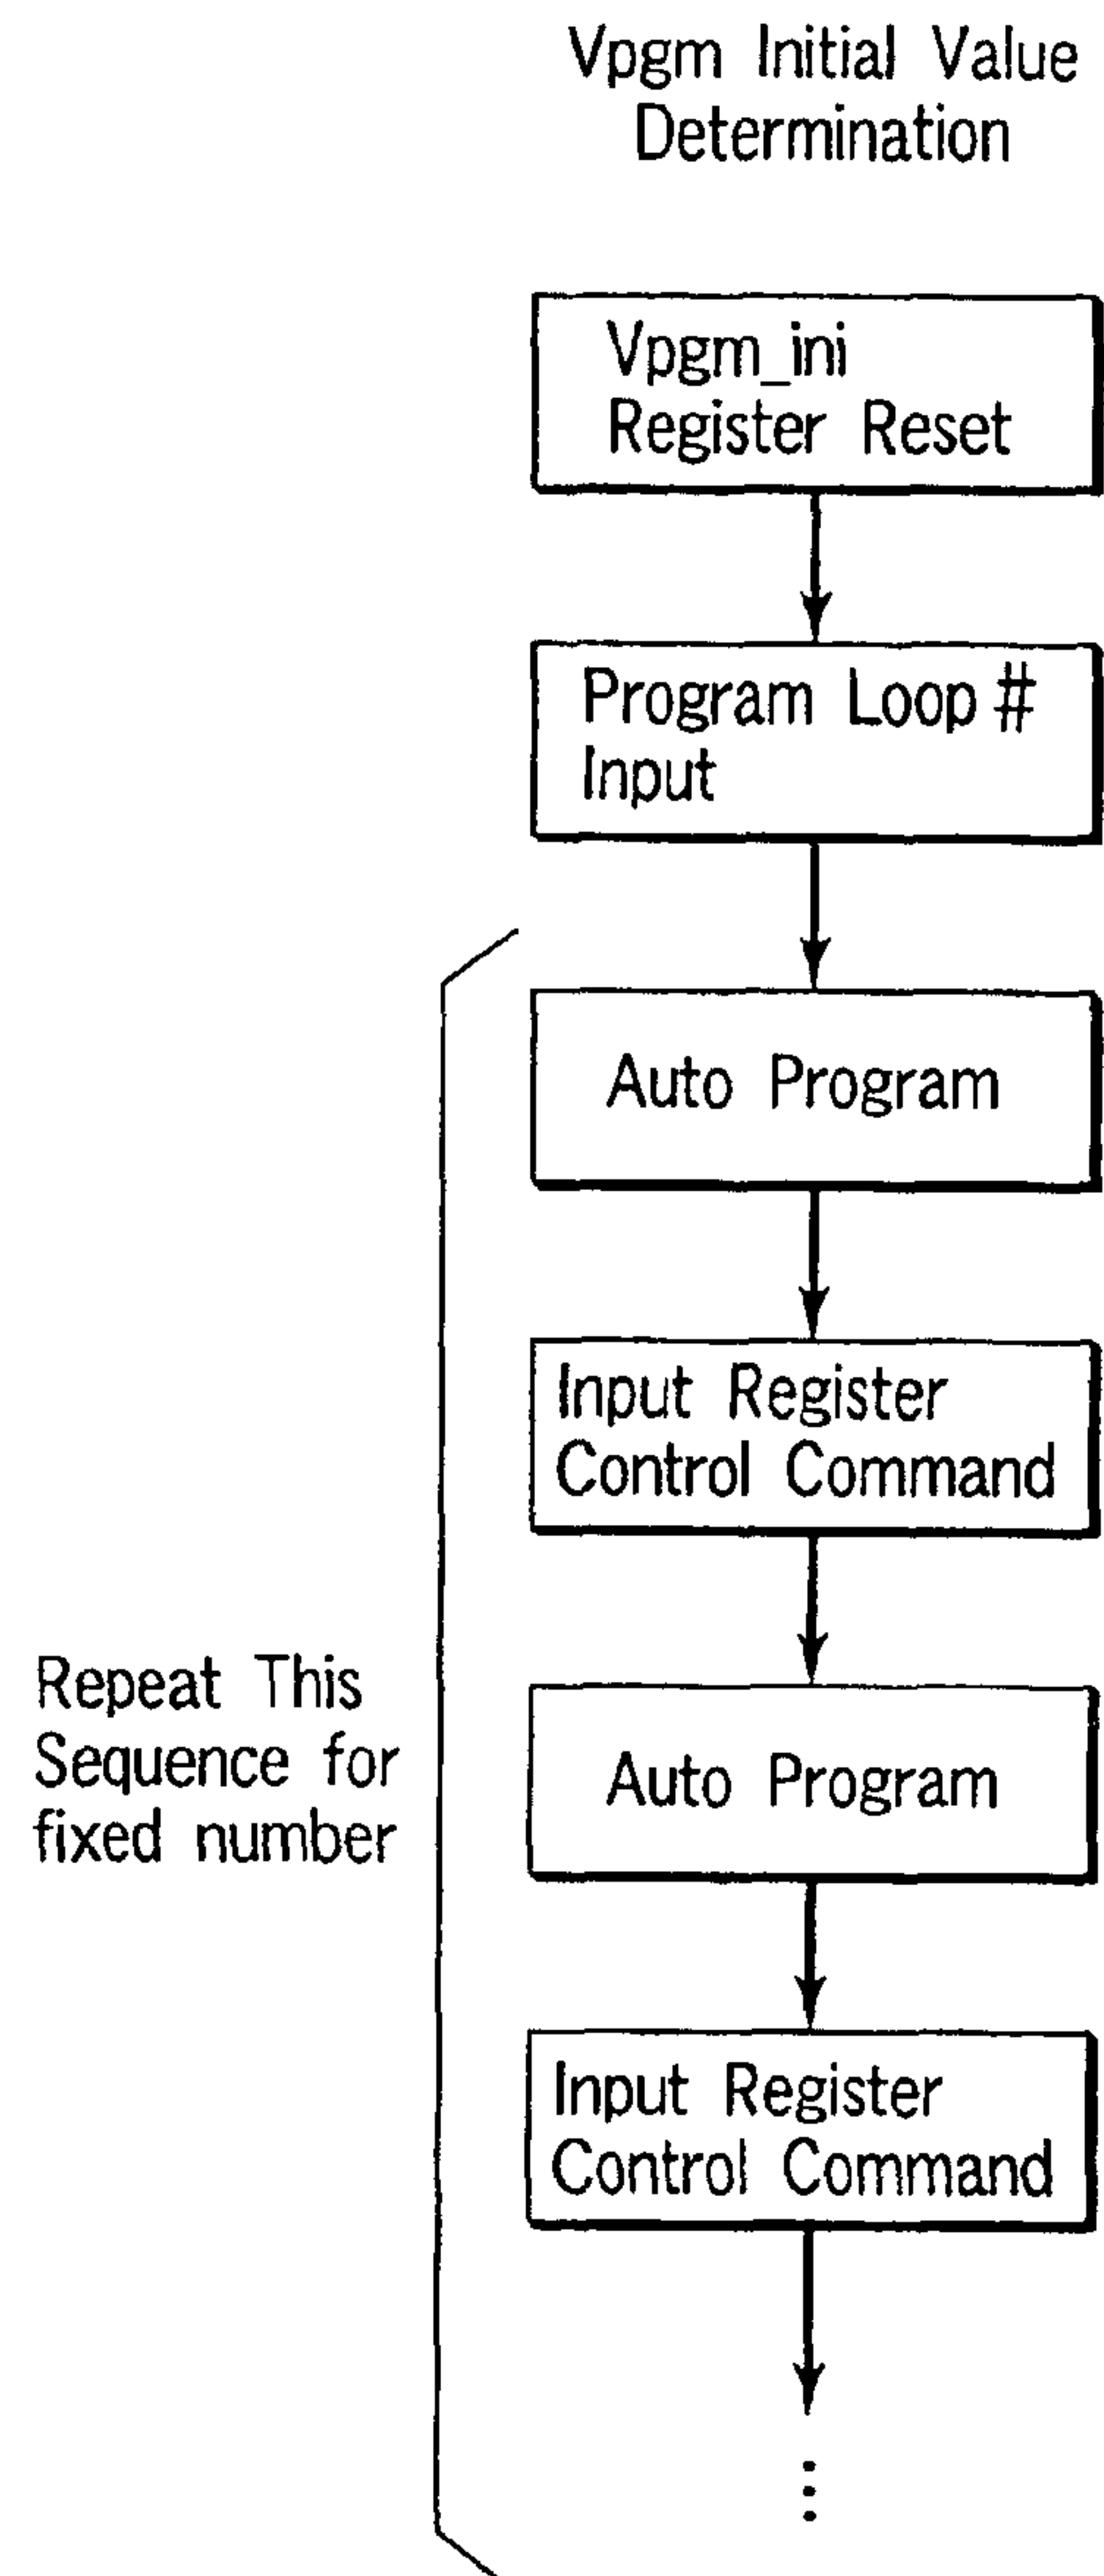 Vpgm Initial Value
Determination
Vpgm_ini
Register Reset
Program Loop #
Input
Auto Program
Input Register
Control Command
Repeat This
Sequence for
fixed number
Auto Program
Input Register
Control Command